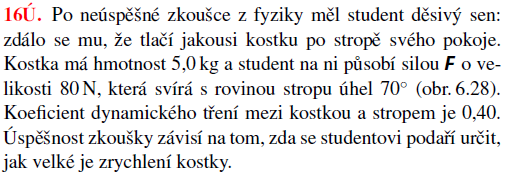 16Ú. Po neúspěšné zkoušce z fyziky měl student děsivý sen:
zdálo se mu, že tlačí jakousi kostku po stropě svého pokoje.
Kostka má hmotnost 5,0 kg a student na ni působí silou F o ve-
likosti 80 N, která svírá s rovinou stropu úhel 70° (obr. 6.28).
Koeficient dynamického tření mezi kostkou a stropem je 0,40.
Úspěšnost zkoušky závisí na tom, zda se studentovi podaří určit,
jak velké je zrychlení kostky.